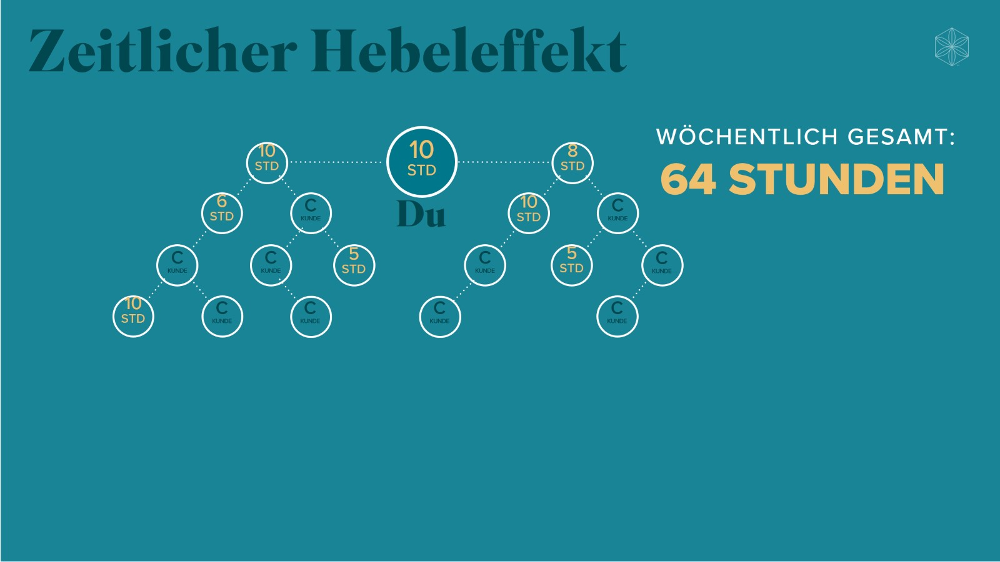 Zeitlicher Hebeleffekt
WÖCHENTLICH GESAMT:
64 STUNDEN
10
STD
10
STD
8
STD
Du
6
STD
C
KUNDE
10
STD
C
KUNDE
C
KUNDE
C
KUNDE
5
STD
C
KUNDE
5
STD
C
KUNDE
10
STD
C
KUNDE
C
KUNDE
C
KUNDE
C
KUNDE